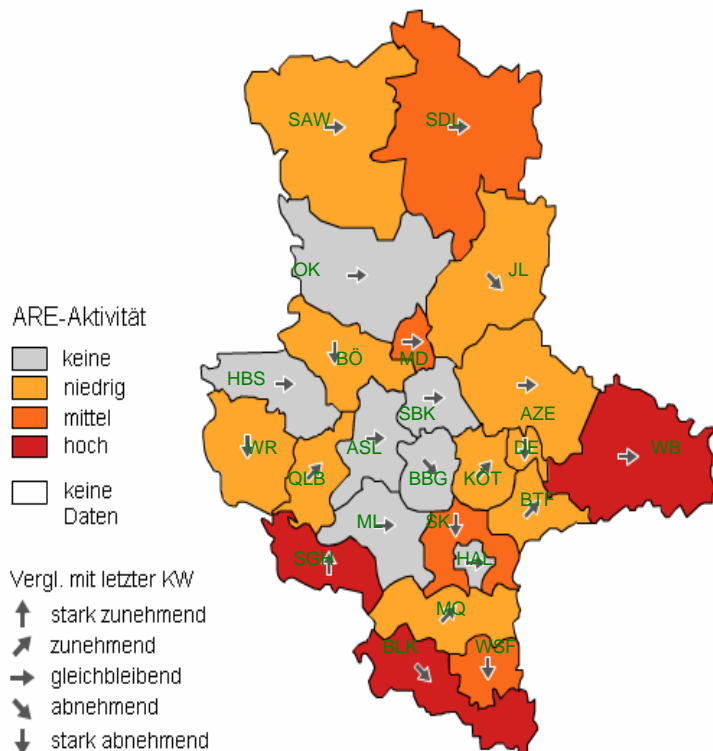 SAW
SDL
OK
JL
ARE-Aktivität
keine
niedrig
mittel
hoch
keine
Daten
BÖ
MD
HBS
SBK
AZE
WR
ASL
DE
WB
QLB
BBG
KÖT
BTF
ML
SK
SGH
HAL
MQ
BLK
WSF
Vergl. mit letzter KW
stark zunehmend
zunehmend
gleichbleibend
abnehmend
stark abnehmend